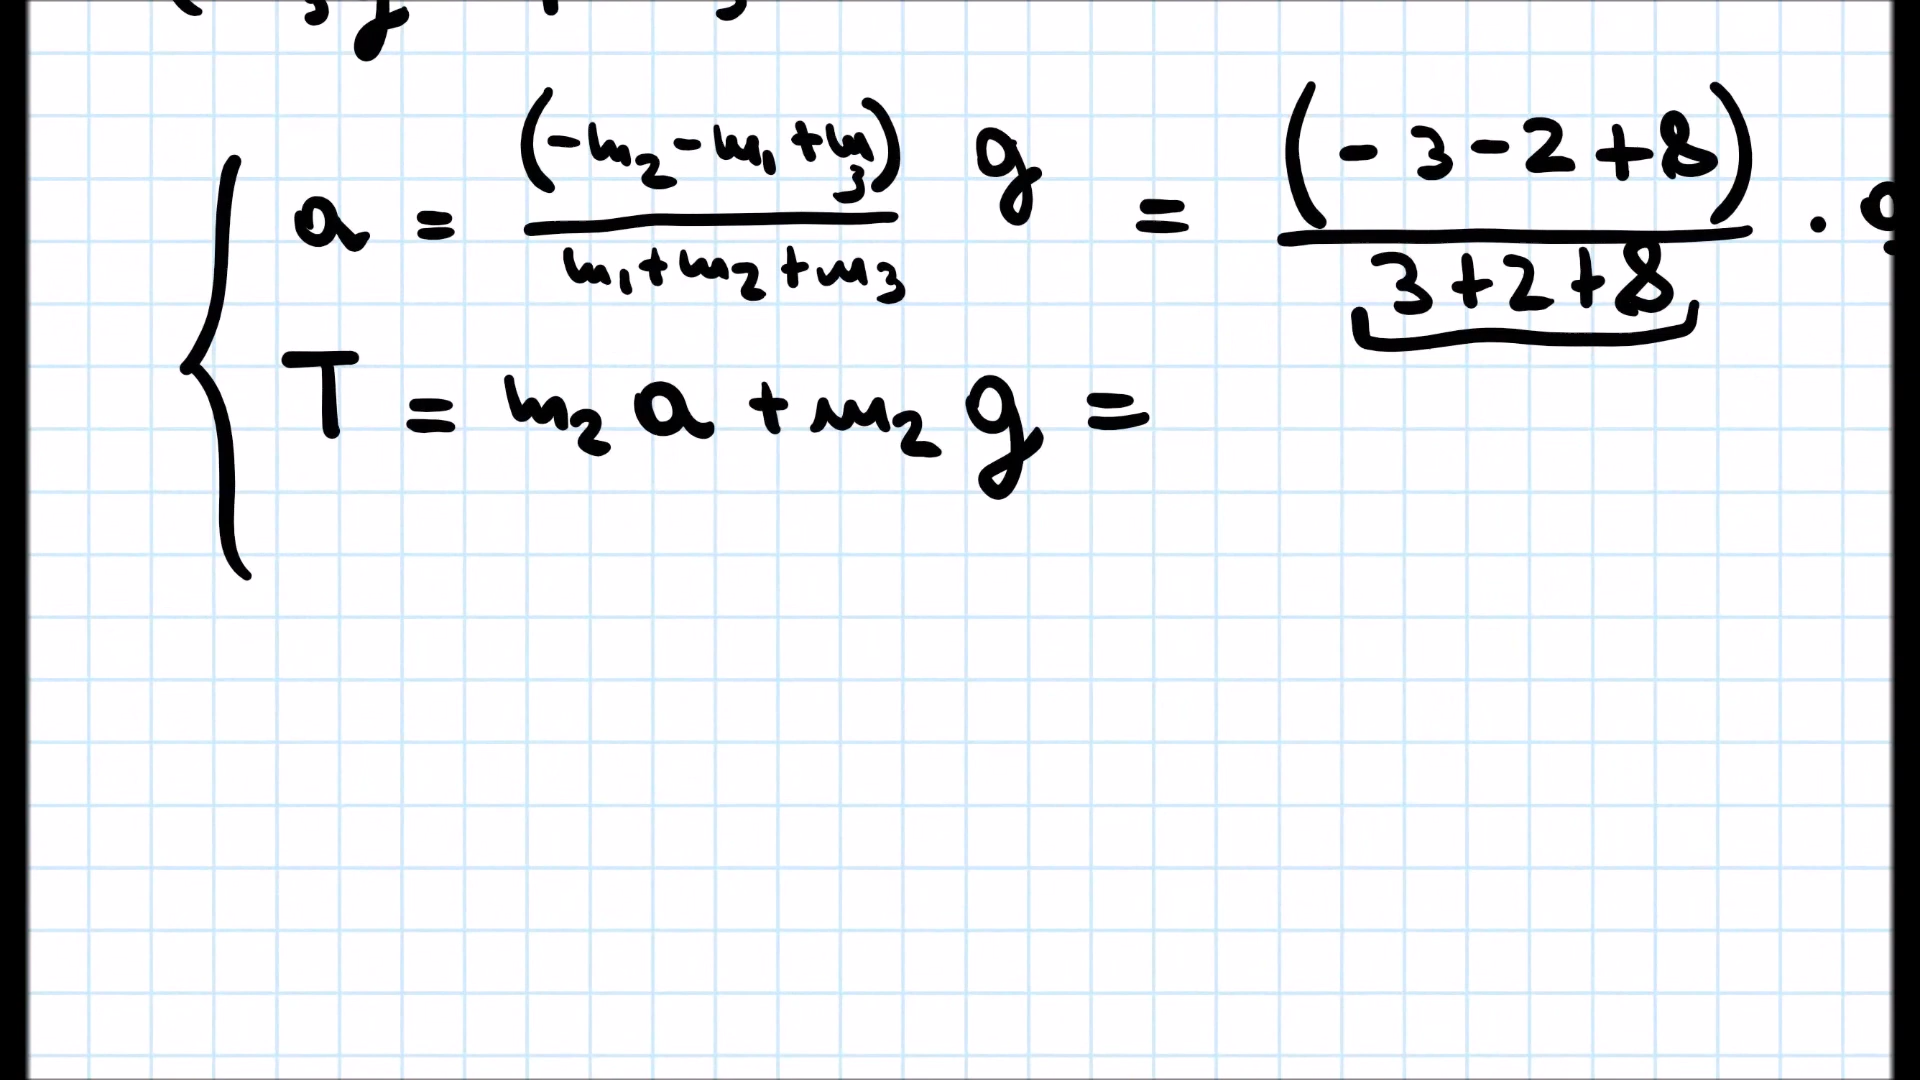 a = (-m₂ - m₁ + m₃) g / (m₁ + m₂ + m₃) = (-3 - 2 + 8) / (3 + 2 + 8) ·
T = m₂ a + m₂ g =